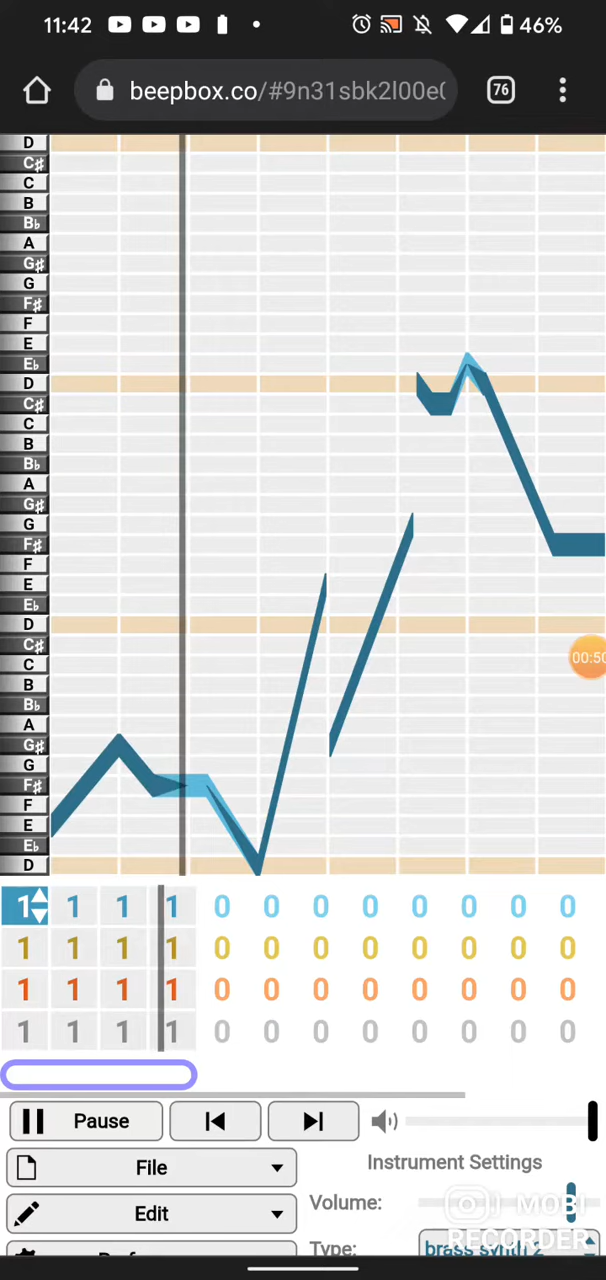 11:42 46%
beepbox.co/#9n31sbk2l00e0 76
D
C♯
C
B
B♭
A
G♯
G
F♯
F
E
E♭
D
C♯
C
B
B♭
A
G♯
G
F♯
F
E
E♭
D
C♯
C
B
B♭
A
G♯
G
F♯
F
E
E♭
D
00:50
1 1 1 1 0 0 0 0 0 0 0 0
1 1 1 1 0 0 0 0 0 0 0 0
1 1 1 1 0 0 0 0 0 0 0 0
1 1 1 1 0 0 0 0 0 0 0 0
Pause
File
Instrument Settings
Edit
Volume:
MOBI
RECORDER
Type: brass synth 2